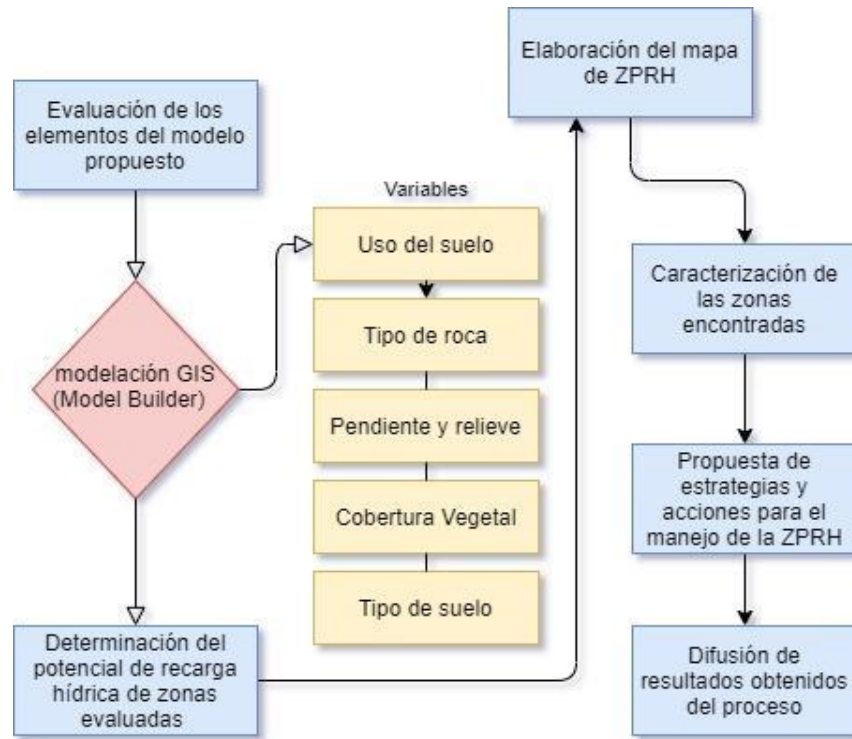 Evaluación de los
elementos del modelo
propuesto
modelación GIS
(Model Builder)
Determinación del
potencial de recarga
hídrica de zonas
evaluadas
Variables
Uso del suelo
Tipo de roca
Pendiente y relieve
Cobertura Vegetal
Tipo de suelo
Elaboración del mapa
de ZPRH
Caracterización de
las zonas
encontradas
Propuesta de
estrategias y
acciones para el
manejo de la ZPRH
Difusión de
resultados obtenidos
del proceso